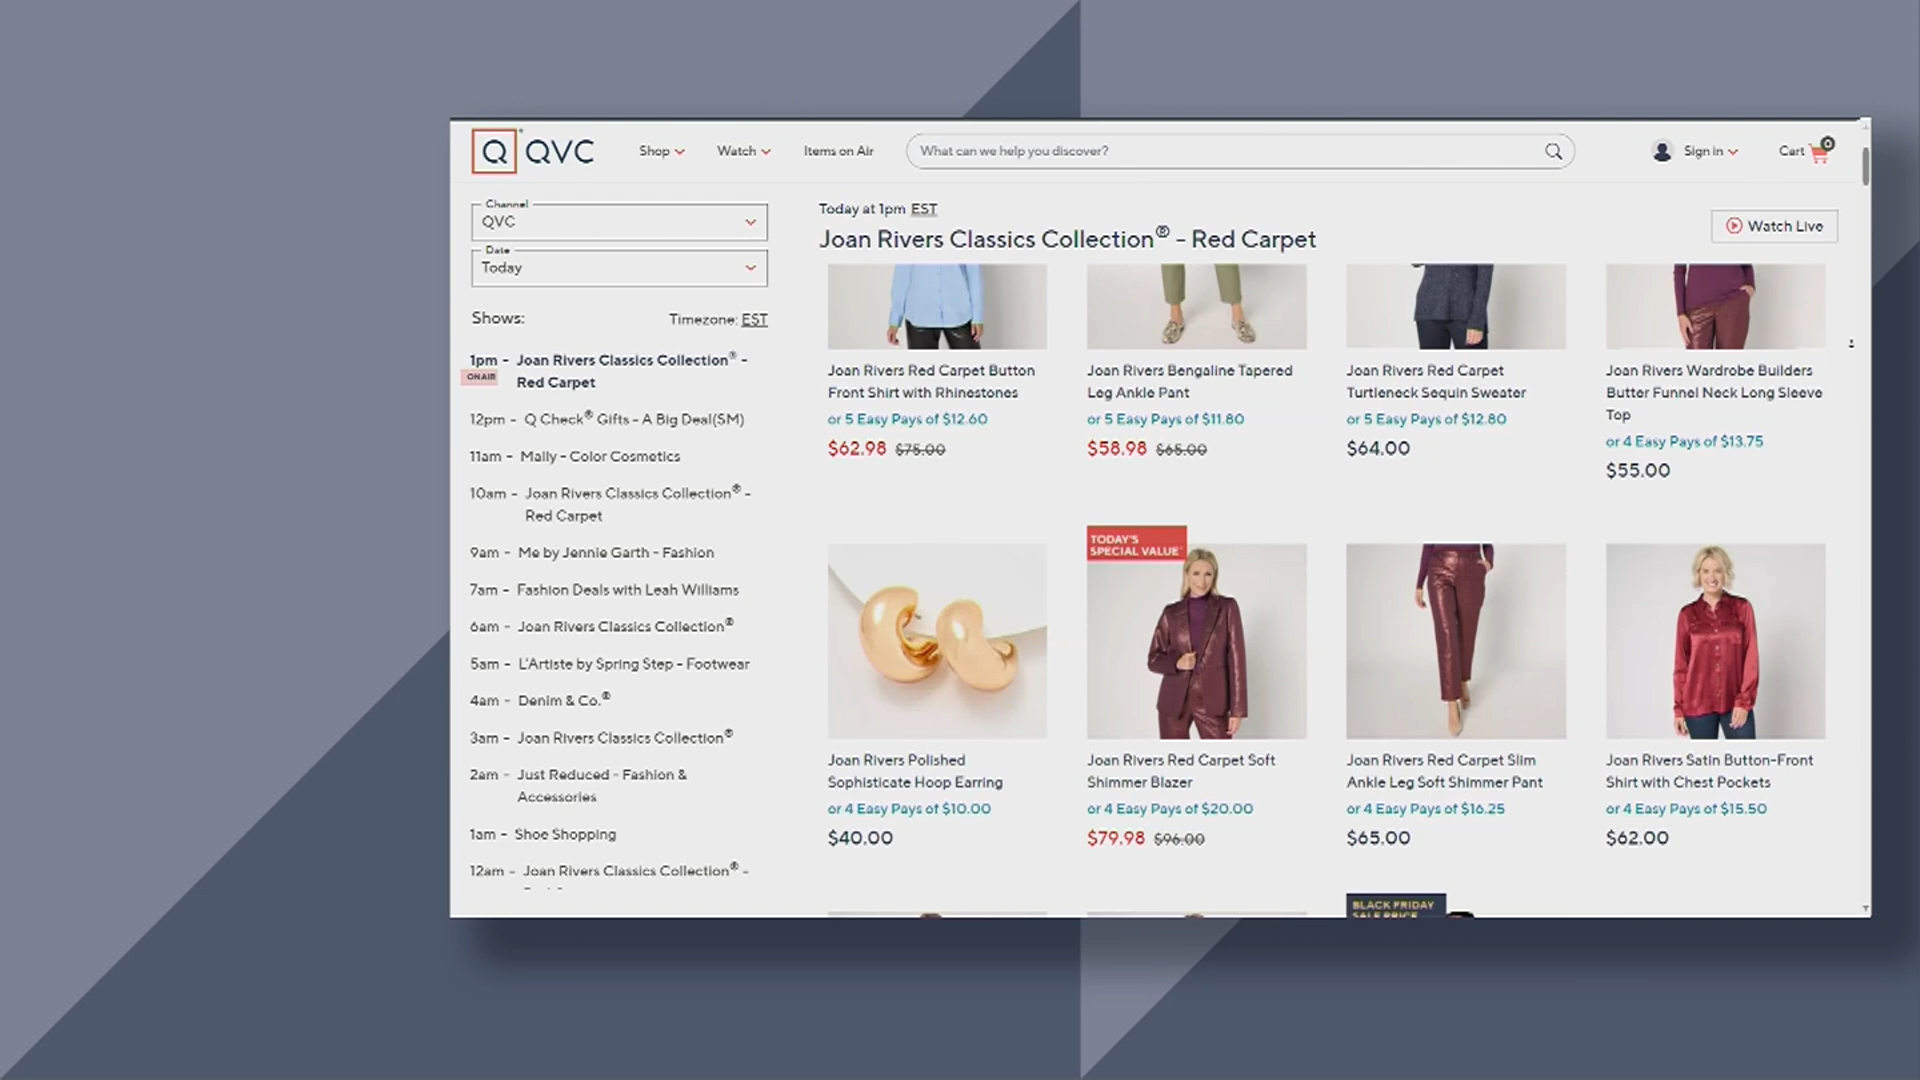 Q QVC
Shop
Watch
Items on Air
What can we help you discover?
Sign in
Cart
0
Channel
QVC
Date
Today
Shows:
Timezone: EST
1pm - Joan Rivers Classics Collection® -
ON AIR
Red Carpet
12pm - Q Check® Gifts - A Big Deal(SM)
11am - Mally - Color Cosmetics
10am - Joan Rivers Classics Collection® -
Red Carpet
9am - Me by Jennie Garth - Fashion
7am - Fashion Deals with Leah Williams
6am - Joan Rivers Classics Collection®
5am - L'Artiste by Spring Step - Footwear
4am - Denim & Co.®
3am - Joan Rivers Classics Collection®
2am - Just Reduced - Fashion &
Accessories
1am - Shoe Shopping
12am - Joan Rivers Classics Collection® -
Today at 1pm EST
Joan Rivers Classics Collection® - Red Carpet
Watch Live
Joan Rivers Red Carpet Button
Front Shirt with Rhinestones
or 5 Easy Pays of $12.60
$62.98 $75.00
Joan Rivers Bengaline Tapered
Leg Ankle Pant
or 5 Easy Pays of $11.80
$58.98 $65.00
Joan Rivers Red Carpet
Turtleneck Sequin Sweater
or 5 Easy Pays of $12.80
$64.00
Joan Rivers Wardrobe Builders
Butter Funnel Neck Long Sleeve
Top
or 4 Easy Pays of $13.75
$55.00
Joan Rivers Polished
Sophisticate Hoop Earring
or 4 Easy Pays of $10.00
$40.00
TODAY'S
SPECIAL VALUE
Joan Rivers Red Carpet Soft
Shimmer Blazer
or 4 Easy Pays of $20.00
$79.98 $96.00
Joan Rivers Red Carpet Slim
Ankle Leg Soft Shimmer Pant
or 4 Easy Pays of $16.25
$65.00
Joan Rivers Satin Button-Front
Shirt with Chest Pockets
or 4 Easy Pays of $15.50
$62.00
BLACK FRIDAY
SALE PRICE